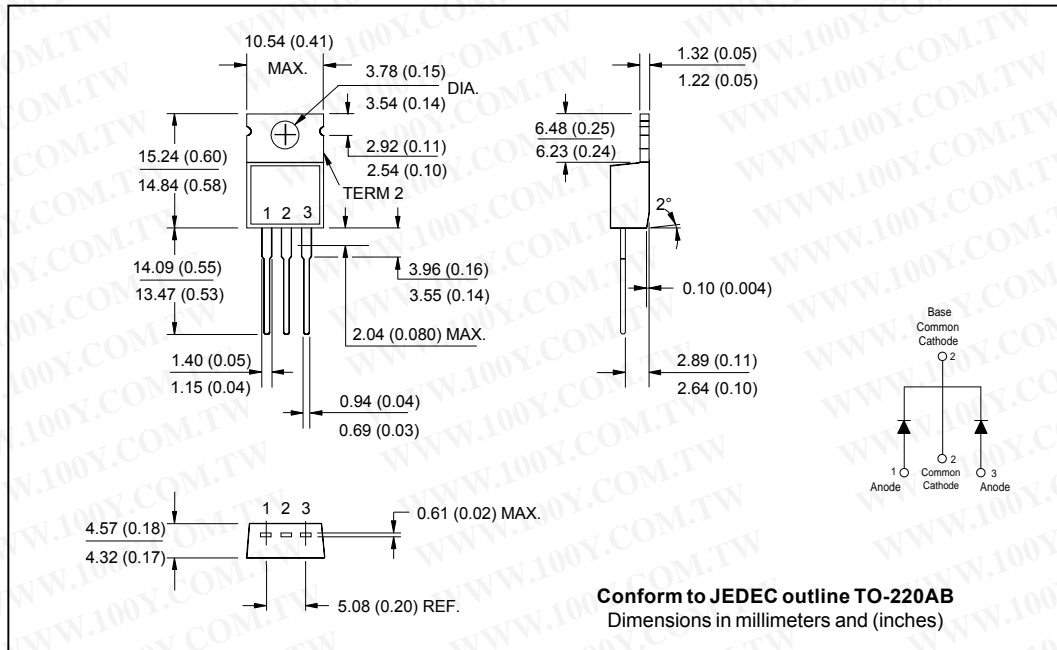 10.54 (0.41)
MAX.
3.78 (0.15)
3.54 (0.14)
DIA.
2.92 (0.11)
2.54 (0.10)
TERM 2
15.24 (0.60)
14.84 (0.58)
1 2 3
14.09 (0.55)
13.47 (0.53)
3.96 (0.16)
3.55 (0.14)
2.04 (0.080) MAX.
1.40 (0.05)
1.15 (0.04)
0.94 (0.04)
0.69 (0.03)
1.32 (0.05)
1.22 (0.05)
6.48 (0.25)
6.23 (0.24)
2°
0.10 (0.004)
2.89 (0.11)
2.64 (0.10)
Base
Common
Cathode
2
1
Anode
2
Common
Cathode
3
Anode
1 2 3
4.57 (0.18)
4.32 (0.17)
0.61 (0.02) MAX.
5.08 (0.20) REF.
Conform to JEDEC outline TO-220AB
Dimensions in millimeters and (inches)
WWW.100Y.COM.TW